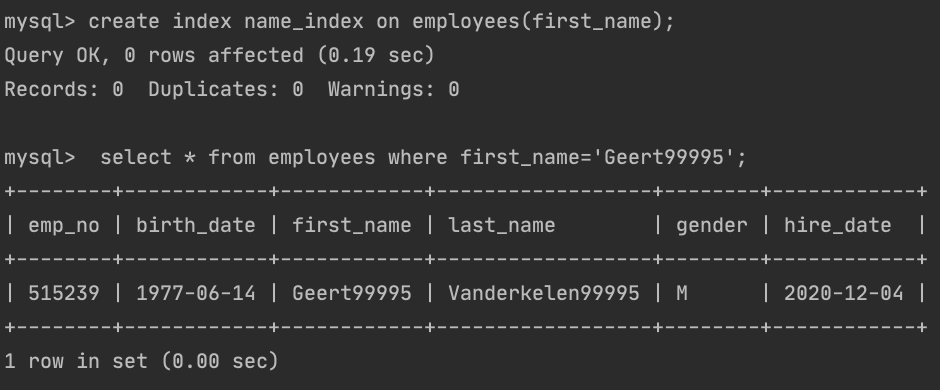 mysql> create index name_index on employees(first_name);
Query OK, 0 rows affected (0.19 sec)
Records: 0  Duplicates: 0  Warnings: 0

mysql>  select * from employees where first_name='Geert99995';
+--------+------------+------------+-------------------+--------+------------+
| emp_no | birth_date | first_name | last_name         | gender | hire_date  |
+--------+------------+------------+-------------------+--------+------------+
| 515239 | 1977-06-14 | Geert99995 | Vanderkelen99995 | M      | 2020-12-04 |
+--------+------------+------------+-------------------+--------+------------+
1 row in set (0.00 sec)